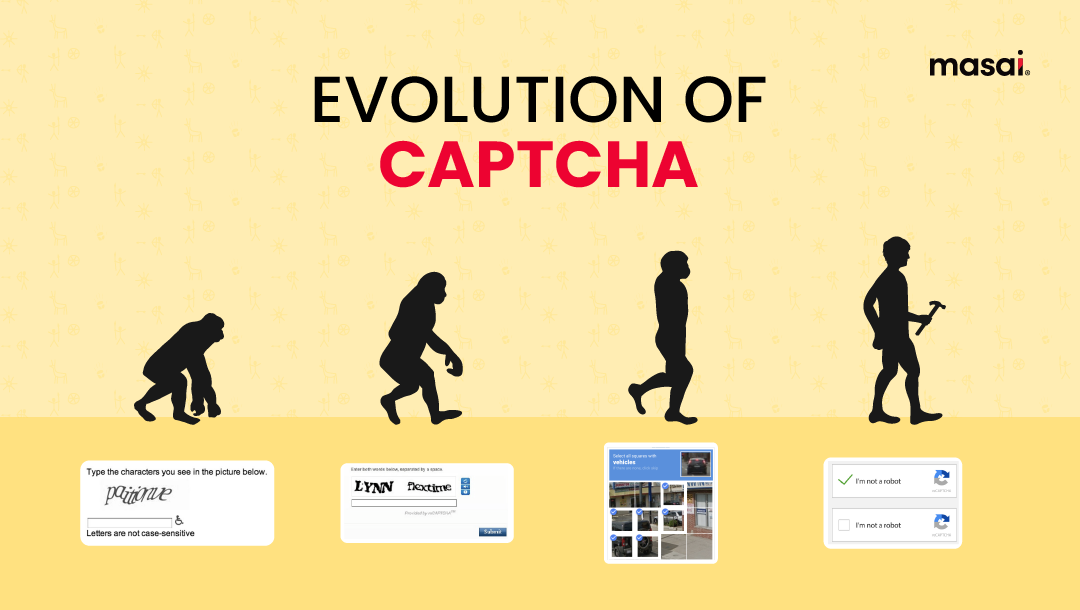 masai
EVOLUTION OF
CAPTCHA
Type the characters you see in the picture below.
Letters are not case-sensitive
Enter both words below, separated by a space.
LYNN flextime
Provided by reCAPTCHA
Submit
Select all squares with
vehicles
I'm not a robot
reCAPTCHA
I'm not a robot
reCAPTCHA